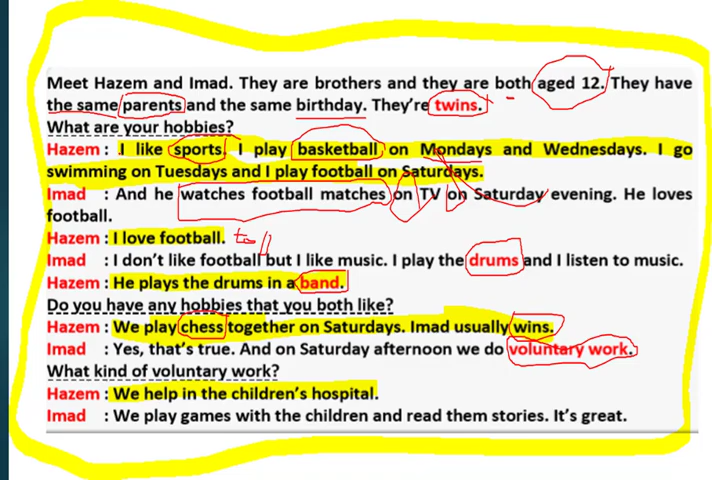 Meet Hazem and Imad. They are brothers and they are both aged 12. They have
the same parents and the same birthday. They're twins.
What are your hobbies?
Hazem : I like sports. I play basketball on Mondays and Wednesdays. I go
swimming on Tuesdays and I play football on Saturdays.
Imad : And he watches football matches on TV on Saturday evening. He loves
football.
Hazem : I love football.
Imad : I don't like football but I like music. I play the drums and I listen to music.
Hazem : He plays the drums in a band.
Do you have any hobbies that you both like?
Hazem : We play chess together on Saturdays. Imad usually wins.
Imad : Yes, that's true. And on Saturday afternoon we do voluntary work.
What kind of voluntary work?
Hazem : We help in the children's hospital.
Imad : We play games with the children and read them stories. It's great.